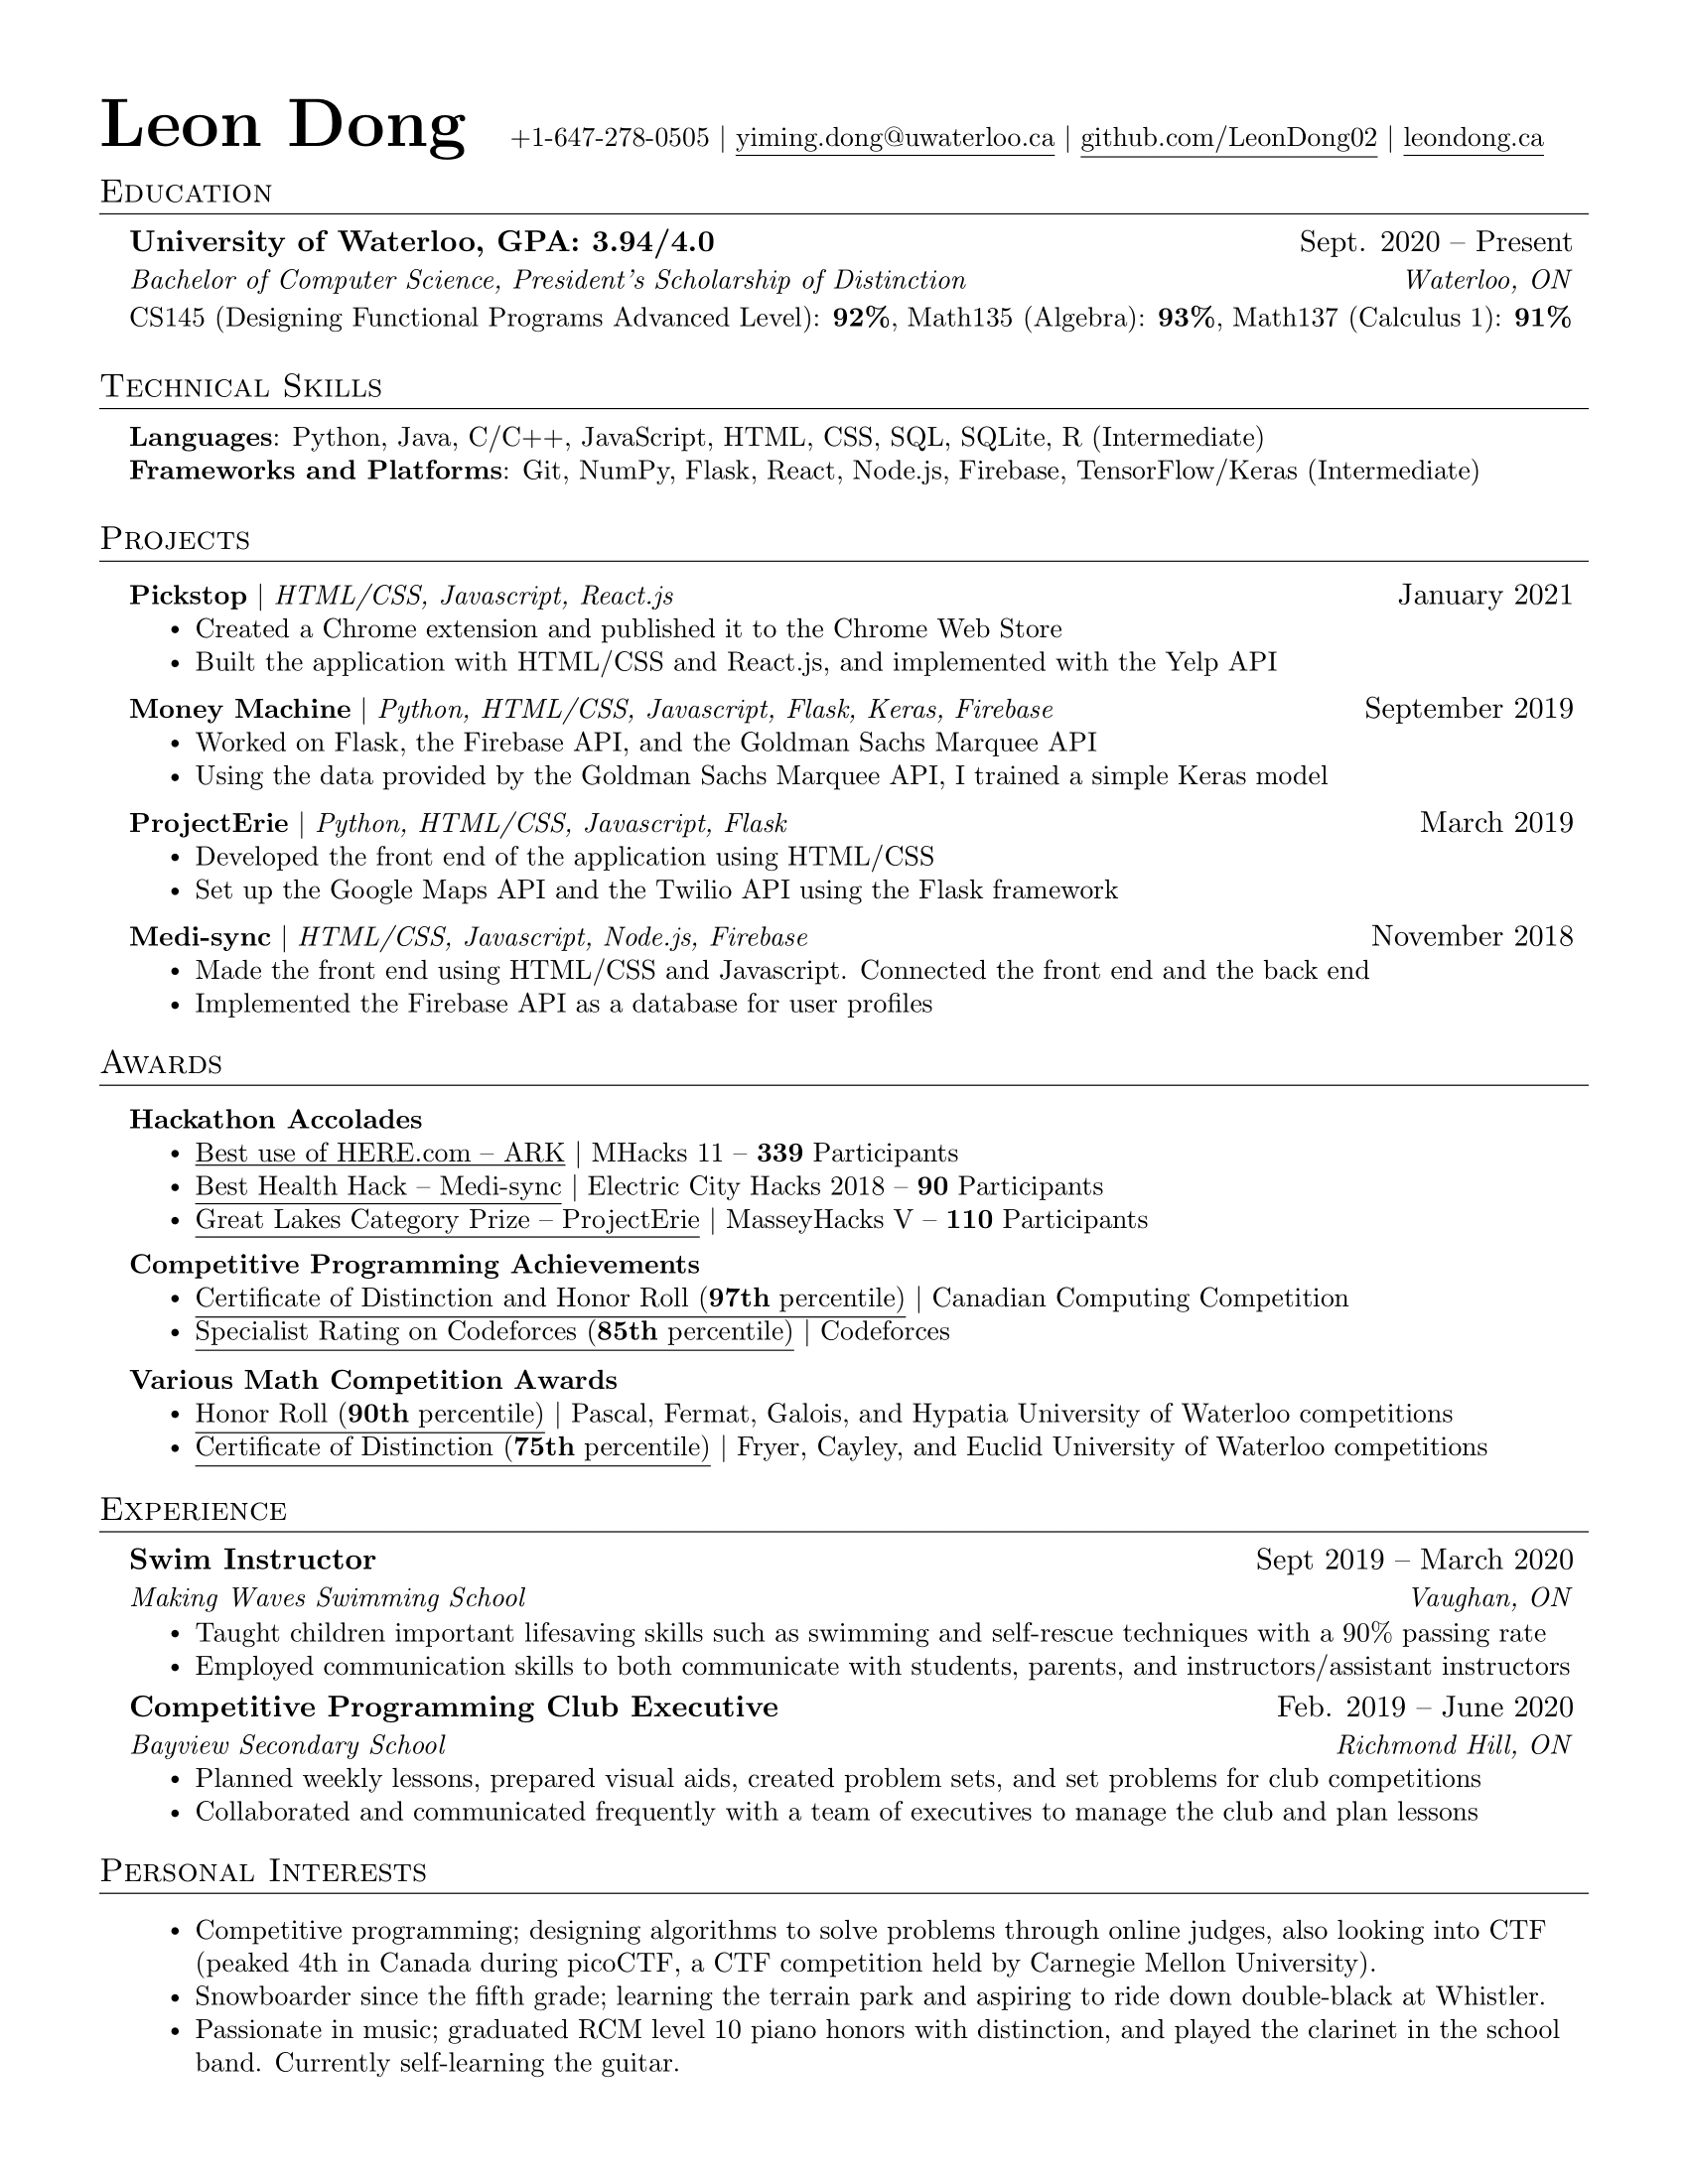 Leon Dong +1-647-278-0505 | yiming.dong@uwaterloo.ca | github.com/LeonDong02 | leondong.ca
Education
University of Waterloo, GPA: 3.94/4.0 Sept. 2020 – Present
Bachelor of Computer Science, President's Scholarship of Distinction Waterloo, ON
CS145 (Designing Functional Programs Advanced Level): 92%, Math135 (Algebra): 93%, Math137 (Calculus 1): 91%
Technical Skills
Languages: Python, Java, C/C++, JavaScript, HTML, CSS, SQL, SQLite, R (Intermediate)
Frameworks and Platforms: Git, NumPy, Flask, React, Node.js, Firebase, TensorFlow/Keras (Intermediate)
Projects
Pickstop | HTML/CSS, Javascript, React.js January 2021
• Created a Chrome extension and published it to the Chrome Web Store
• Built the application with HTML/CSS and React.js, and implemented with the Yelp API
Money Machine | Python, HTML/CSS, Javascript, Flask, Keras, Firebase September 2019
• Worked on Flask, the Firebase API, and the Goldman Sachs Marquee API
• Using the data provided by the Goldman Sachs Marquee API, I trained a simple Keras model
ProjectErie | Python, HTML/CSS, Javascript, Flask March 2019
• Developed the front end of the application using HTML/CSS
• Set up the Google Maps API and the Twilio API using the Flask framework
Medi-sync | HTML/CSS, Javascript, Node.js, Firebase November 2018
• Made the front end using HTML/CSS and Javascript. Connected the front end and the back end
• Implemented the Firebase API as a database for user profiles
Awards
Hackathon Accolades
• Best use of HERE.com – ARK | MHacks 11 – 339 Participants
• Best Health Hack – Medi-sync | Electric City Hacks 2018 – 90 Participants
• Great Lakes Category Prize – ProjectErie | MasseyHacks V – 110 Participants
Competitive Programming Achievements
• Certificate of Distinction and Honor Roll (97th percentile) | Canadian Computing Competition
• Specialist Rating on Codeforces (85th percentile) | Codeforces
Various Math Competition Awards
• Honor Roll (90th percentile) | Pascal, Fermat, Galois, and Hypatia University of Waterloo competitions
• Certificate of Distinction (75th percentile) | Fryer, Cayley, and Euclid University of Waterloo competitions
Experience
Swim Instructor Sept 2019 – March 2020
Making Waves Swimming School Vaughan, ON
• Taught children important lifesaving skills such as swimming and self-rescue techniques with a 90% passing rate
• Employed communication skills to both communicate with students, parents, and instructors/assistant instructors
Competitive Programming Club Executive Feb. 2019 – June 2020
Bayview Secondary School Richmond Hill, ON
• Planned weekly lessons, prepared visual aids, created problem sets, and set problems for club competitions
• Collaborated and communicated frequently with a team of executives to manage the club and plan lessons
Personal Interests
• Competitive programming; designing algorithms to solve problems through online judges, also looking into CTF
(peaked 4th in Canada during picoCTF, a CTF competition held by Carnegie Mellon University).
• Snowboarder since the fifth grade; learning the terrain park and aspiring to ride down double-black at Whistler.
• Passionate in music; graduated RCM level 10 piano honors with distinction, and played the clarinet in the school
band. Currently self-learning the guitar.